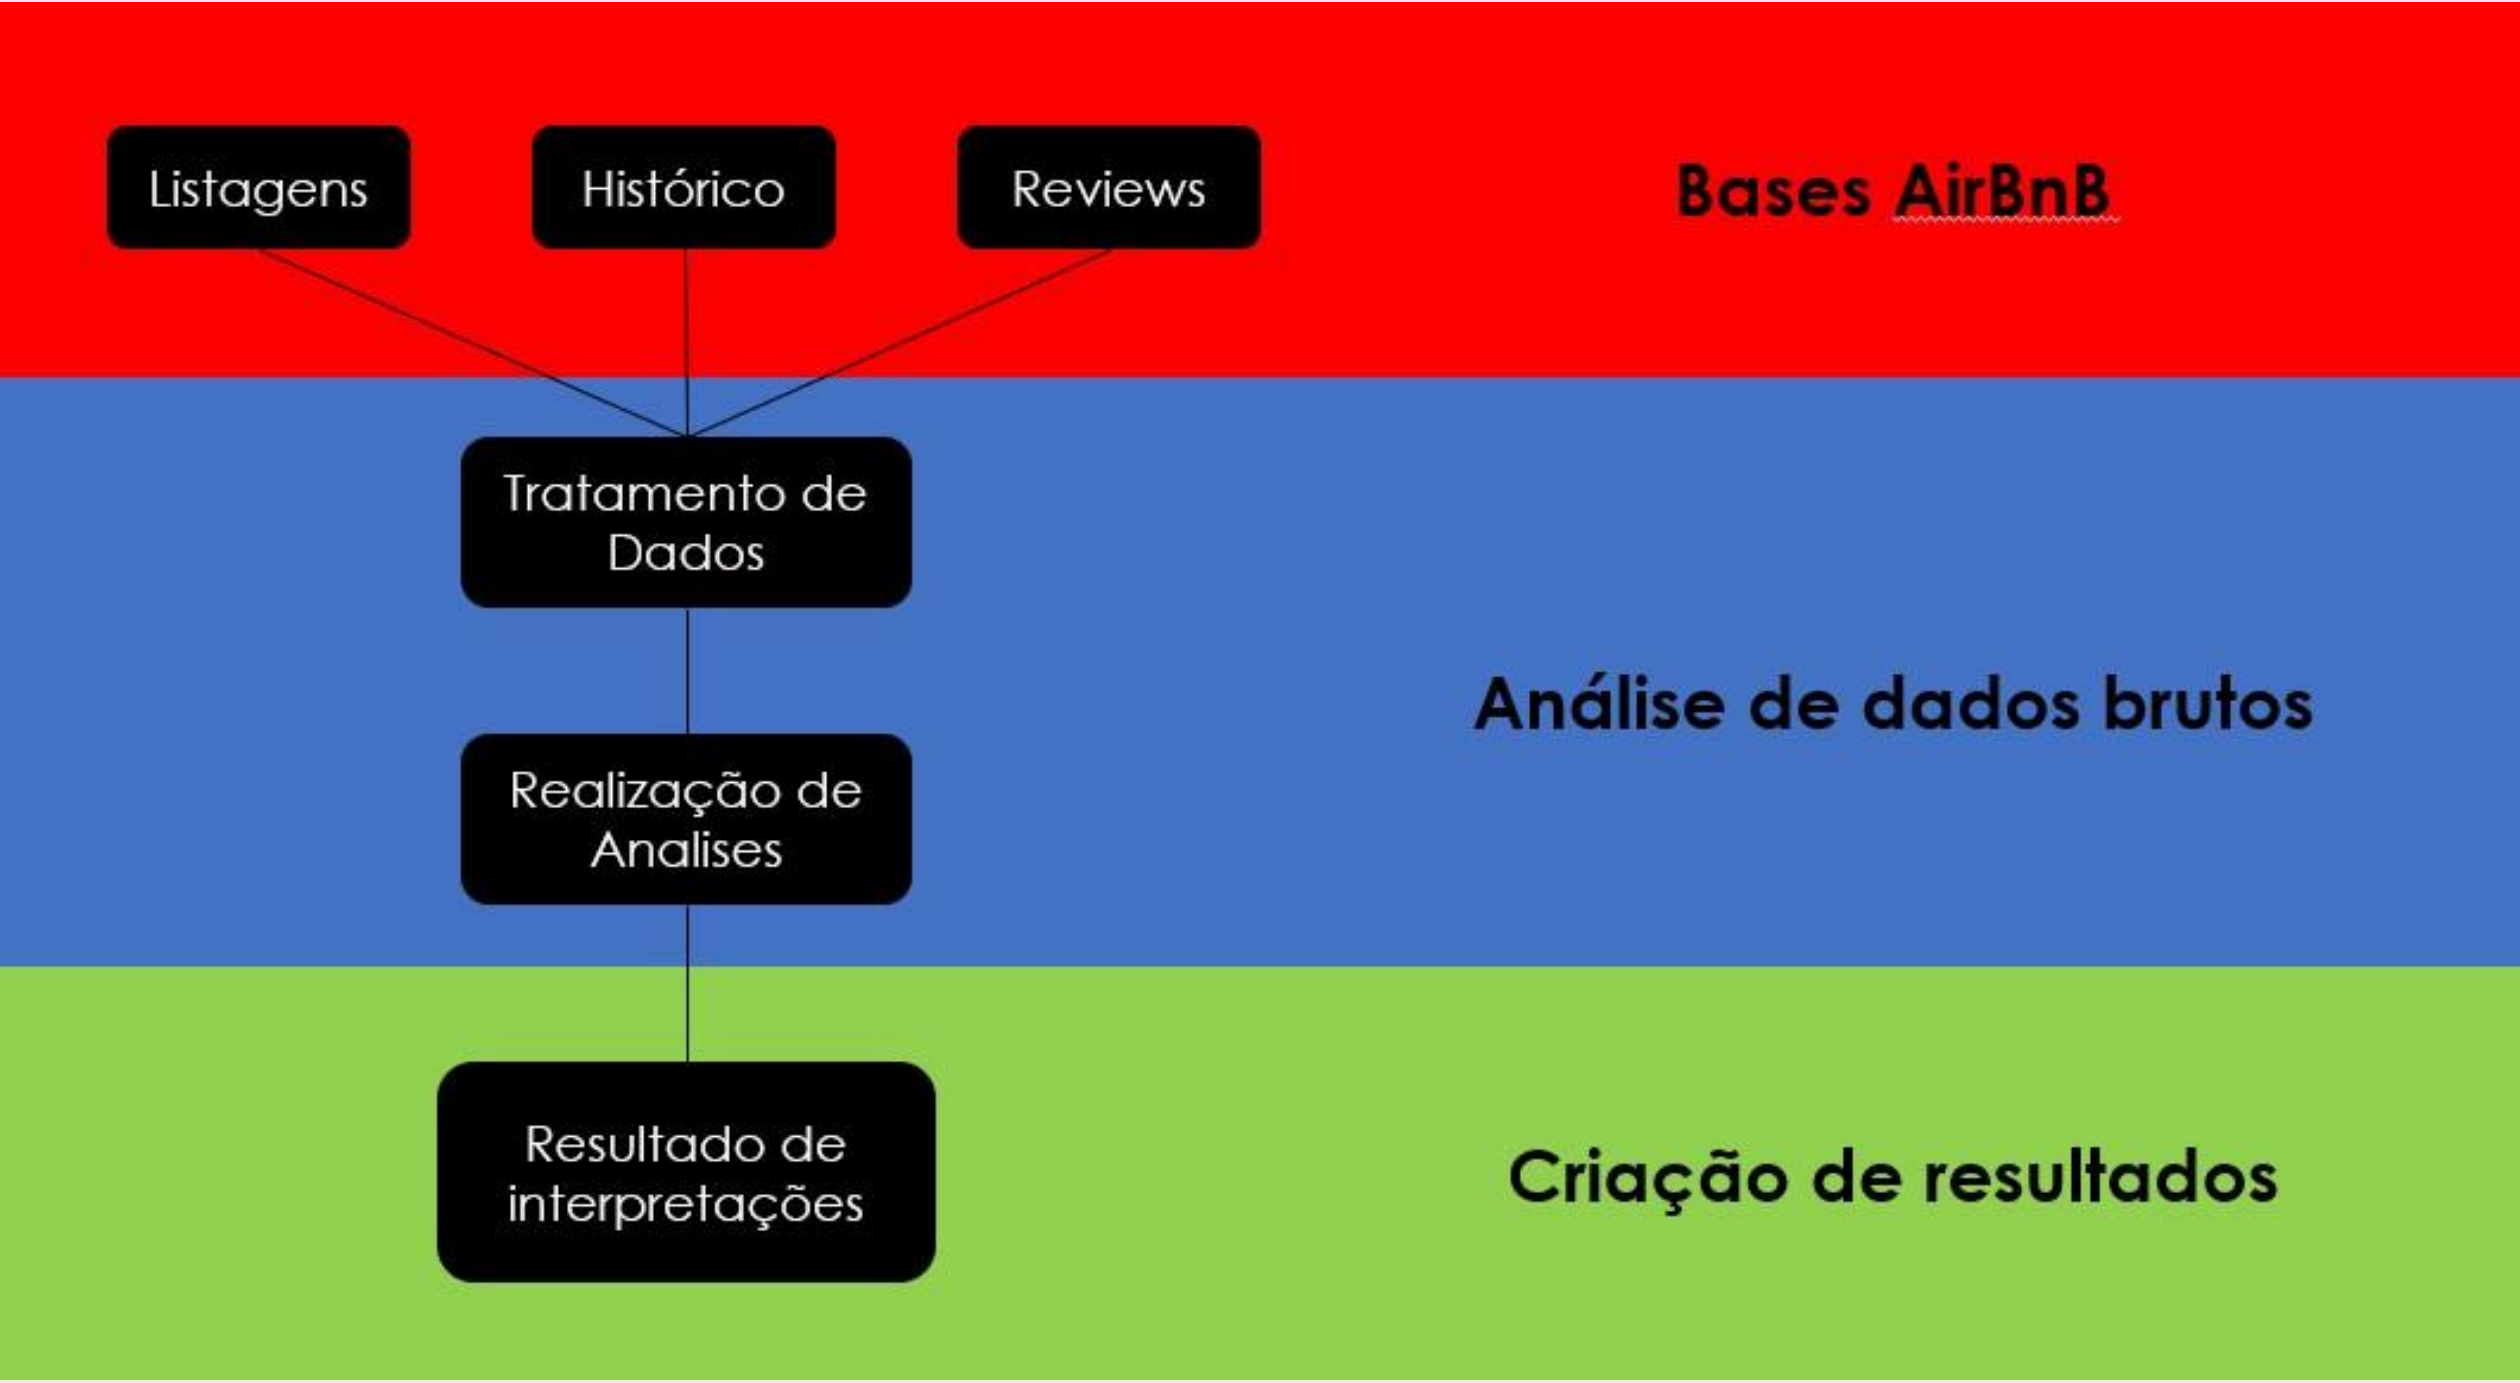 Listagens
Histórico
Reviews
Bases AirBnB
Tratamento de
Dados
Análise de dados brutos
Realização de
Analises
Resultado de
interpretações
Criação de resultados